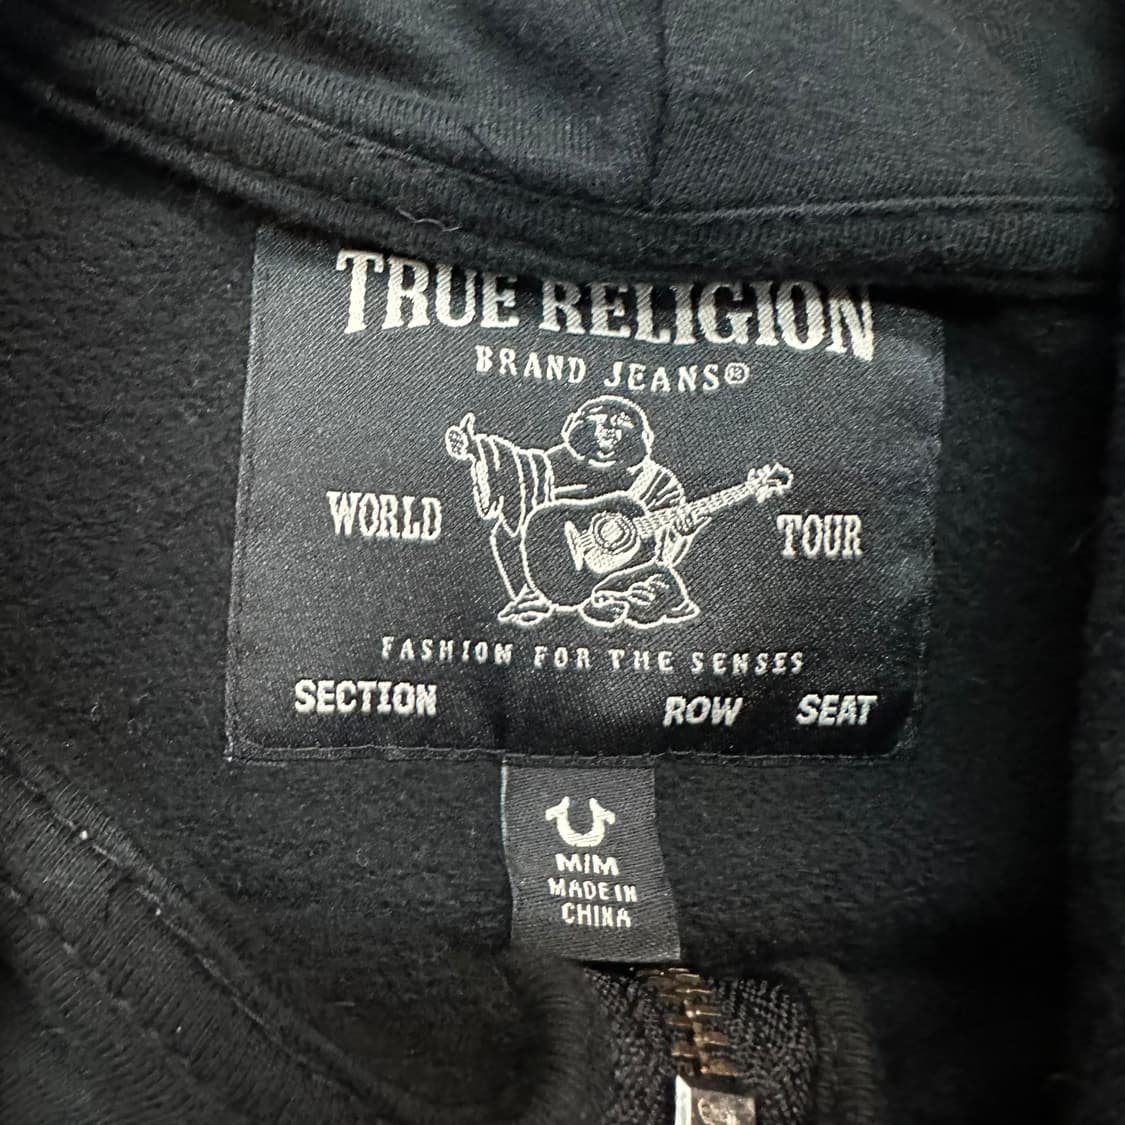 TRUE RELIGION
BRAND JEANS®
WORLD TOUR
FASHION FOR THE SENSES
SECTION ROW SEAT
M/M
MADE IN
CHINA